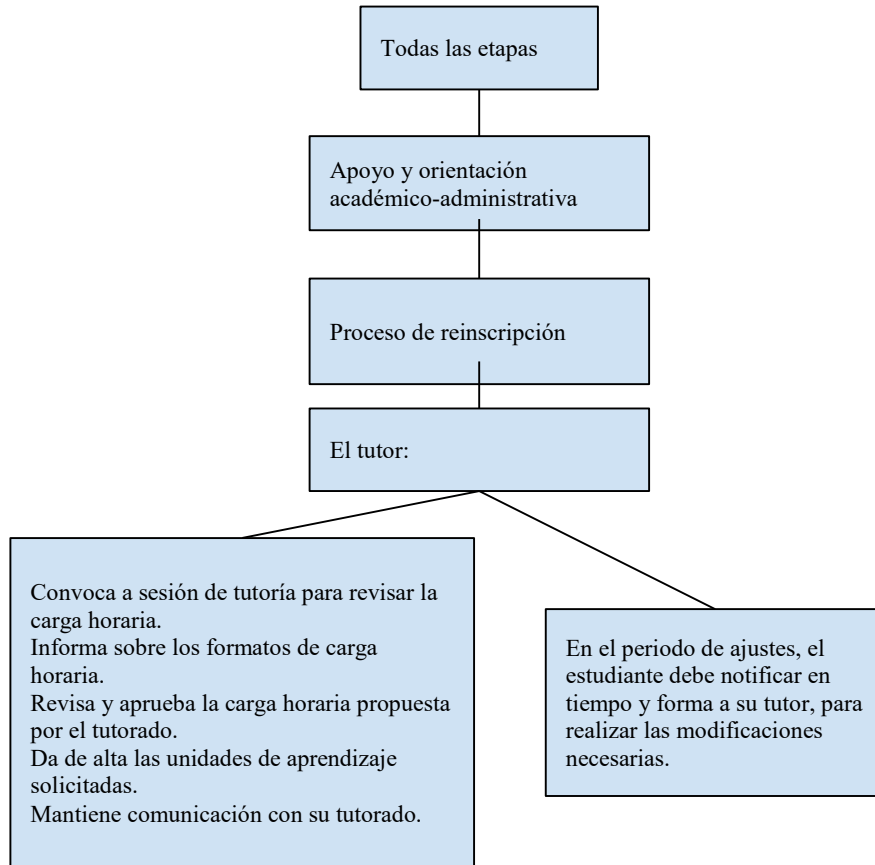 Todas las etapas
Apoyo y orientación
académico-administrativa
Proceso de reinscripción
El tutor:
Convoca a sesión de tutoría para revisar la
carga horaria.
Informa sobre los formatos de carga
horaria.
Revisa y aprueba la carga horaria propuesta
por el tutorado.
Da de alta las unidades de aprendizaje
solicitadas.
Mantiene comunicación con su tutorado.
En el periodo de ajustes, el
estudiante debe notificar en
tiempo y forma a su tutor, para
realizar las modificaciones
necesarias.